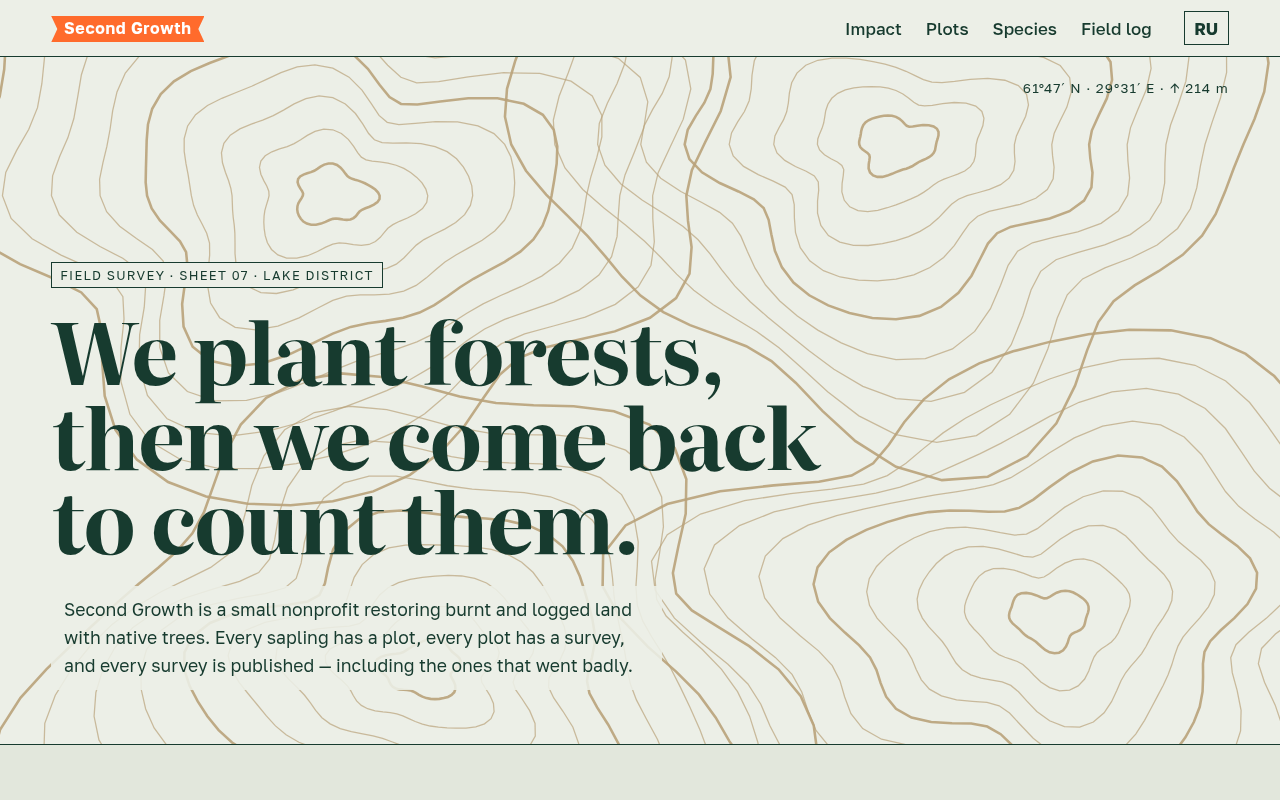 Second Growth
Impact Plots Species Field log RU
61°47′ N · 29°31′ E · ↑ 214 m
FIELD SURVEY · SHEET 07 · LAKE DISTRICT
We plant forests,
then we come back
to count them.
Second Growth is a small nonprofit restoring burnt and logged land
with native trees. Every sapling has a plot, every plot has a survey,
and every survey is published — including the ones that went badly.